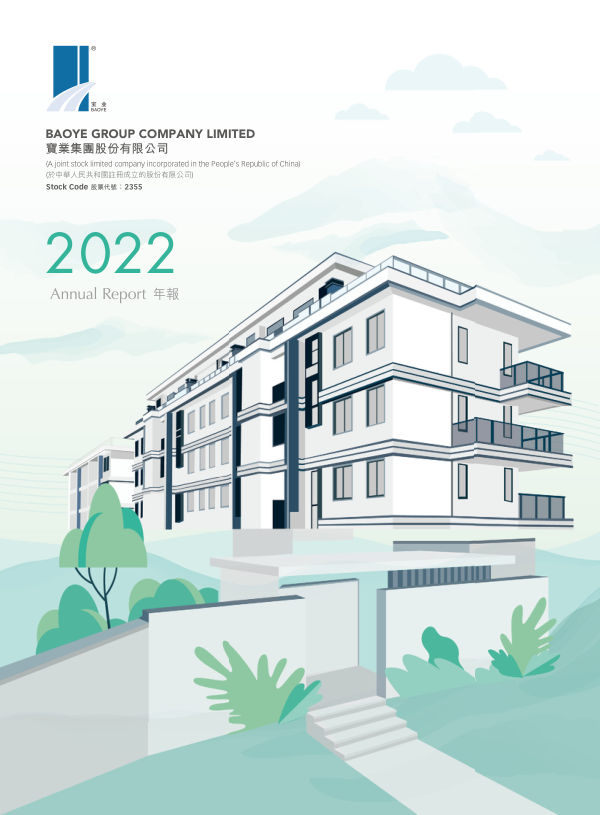 ®
寳業
BAOYE
BAOYE GROUP COMPANY LIMITED
寶業集團股份有限公司
(A joint stock limited company incorporated in the People's Republic of China)
(於中華人民共和國註冊成立的股份有限公司)
Stock Code 股票代號：2355
2022
Annual Report 年報